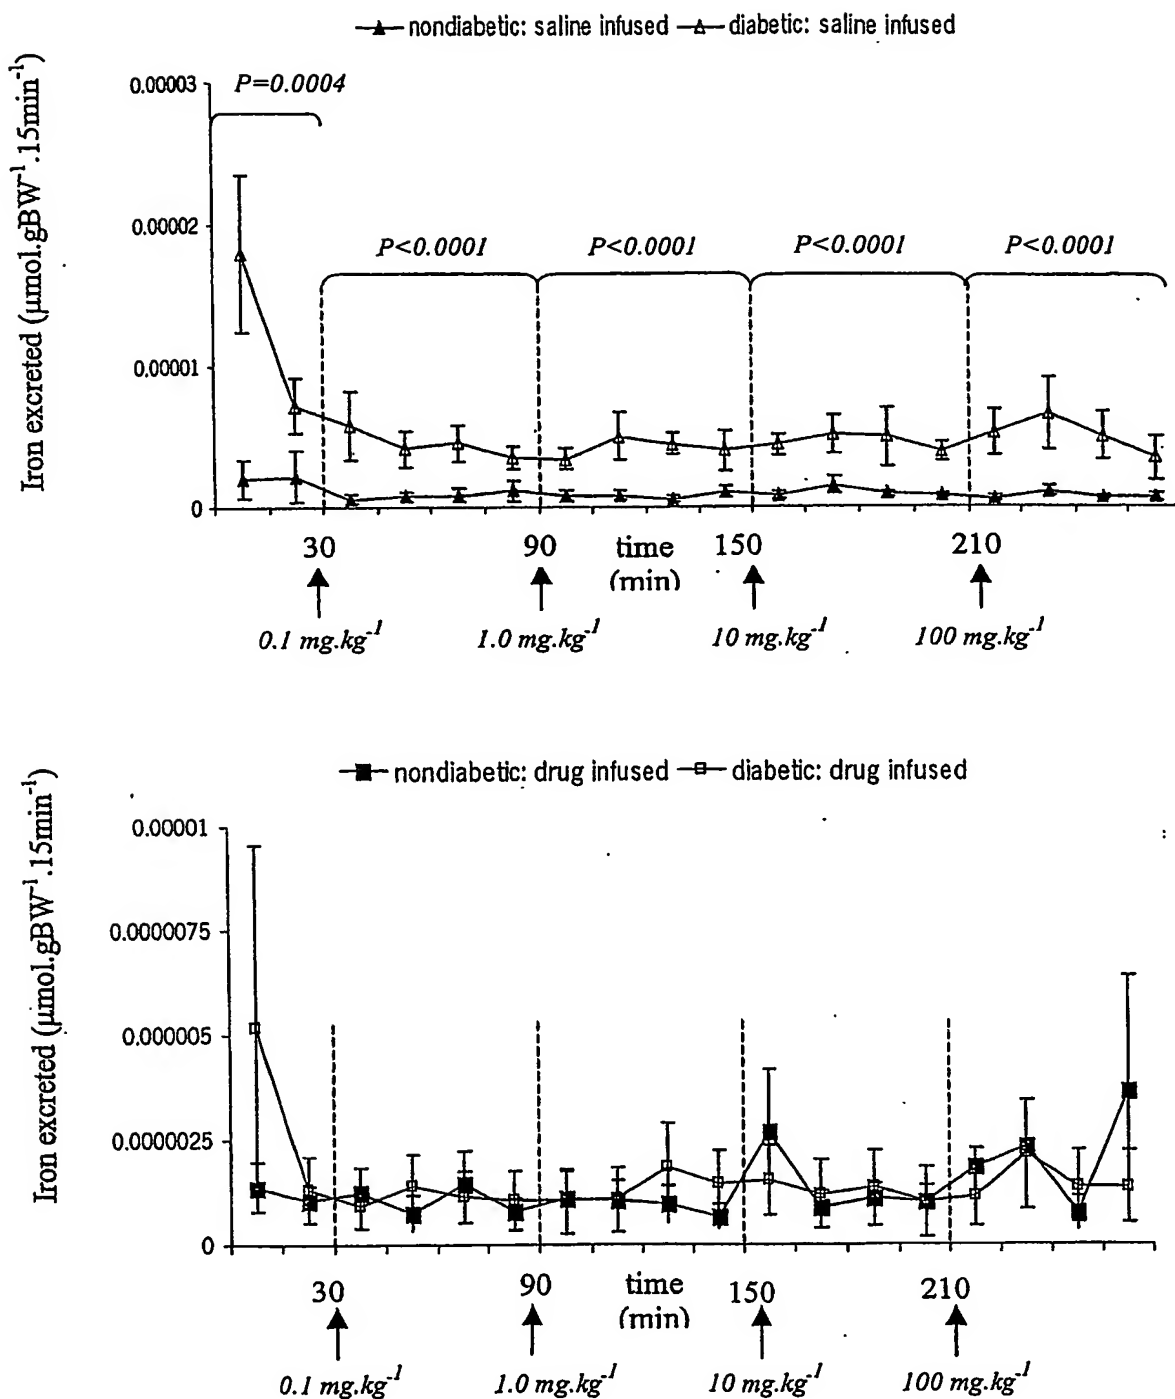 nondiabetic: saline infused diabetic: saline infused
Iron excreted (μmol.gBW⁻¹.15min⁻¹)
0.00003
P=0.0004
0.00002
P<0.0001 P<0.0001 P<0.0001 P<0.0001
0.00001
0
30 90 time 150 210
(min)
0.1 mg.kg⁻¹ 1.0 mg.kg⁻¹ 10 mg.kg⁻¹ 100 mg.kg⁻¹
nondiabetic: drug infused diabetic: drug infused
Iron excreted (μmol.gBW⁻¹.15min⁻¹)
0.00001
0.0000075
0.000005
0.0000025
0
30 90 time 150 210
(min)
0.1 mg.kg⁻¹ 1.0 mg.kg⁻¹ 10 mg.kg⁻¹ 100 mg.kg⁻¹